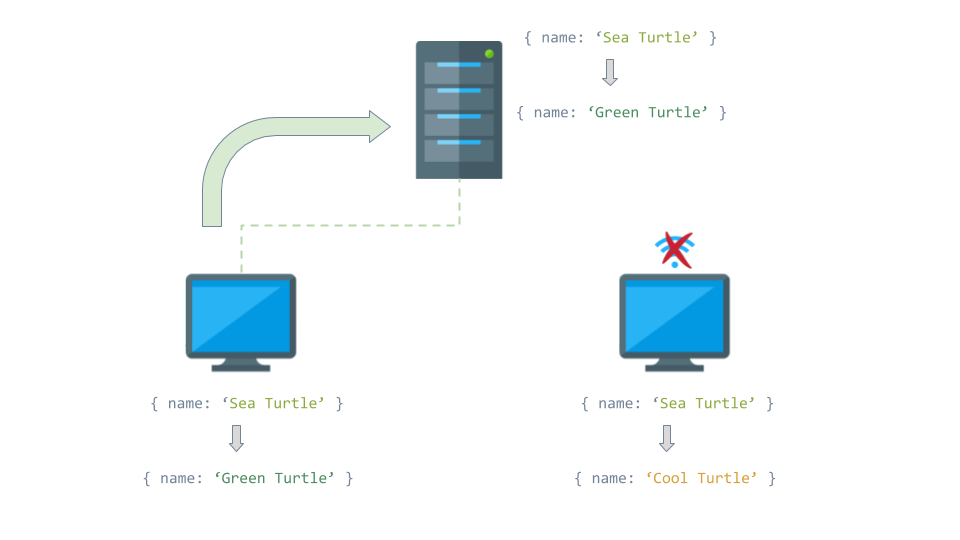 { name: ‘Sea Turtle’ }
{ name: ‘Green Turtle’ }
{ name: ‘Sea Turtle’ }
{ name: ‘Green Turtle’ }
{ name: ‘Sea Turtle’ }
{ name: ‘Cool Turtle’ }